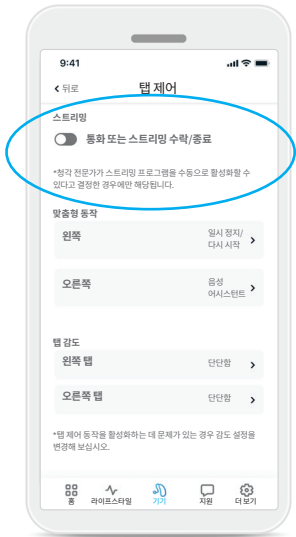 9:41
뒤로 탭 제어
스트리밍
통화 또는 스트리밍 수락/종료
*청각 전문가가 스트리밍 프로그램을 수동으로 활성화할 수
있다고 결정한 경우에만 해당됩니다.
맞춤형 동작
왼쪽 일시 정지/
다시 시작
오른쪽 음성
어시스턴트
탭 감도
왼쪽 탭 단단함
오른쪽 탭 단단함
*탭 제어 동작을 활성화하는 데 문제가 있는 경우 감도 설정을
변경해 보십시오.
홈 라이프스타일 기기 지원 더 보기